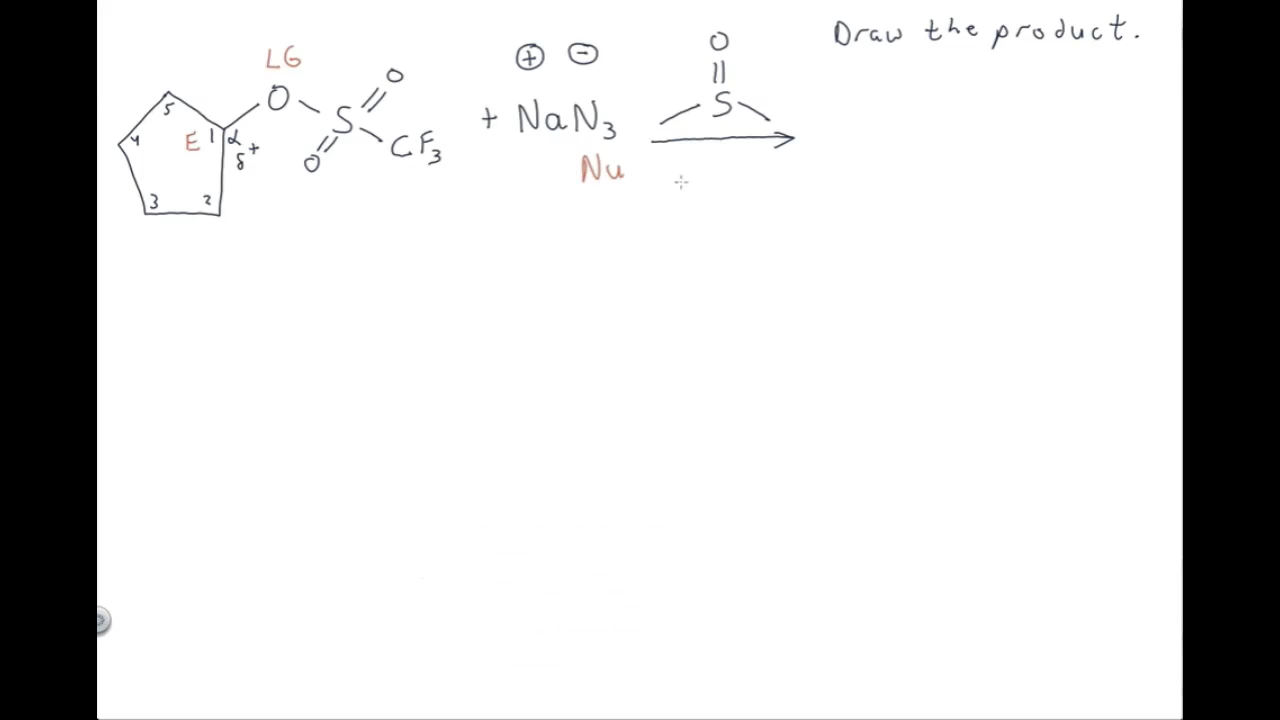 Draw the product.
LG
O
O
S
O
CF3
E 1 α
δ+
5
4
3
2
+ NaN3
+ −
Nu
O
S